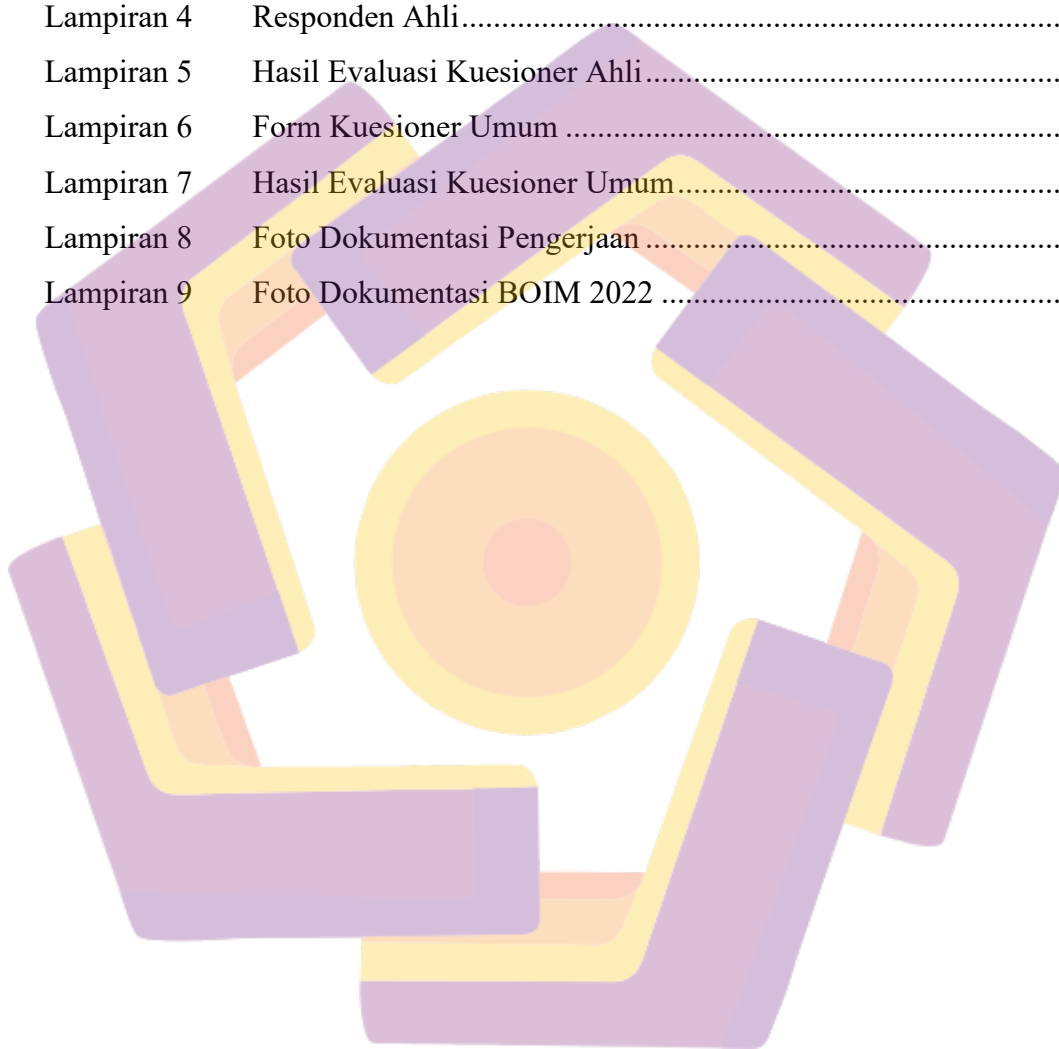 Lampiran 4 Responden Ahli........................................................................
Lampiran 5 Hasil Evaluasi Kuesioner Ahli....................................................
Lampiran 6 Form Kuesioner Umum ............................................................
Lampiran 7 Hasil Evaluasi Kuesioner Umum................................................
Lampiran 8 Foto Dokumentasi Pengerjaan ....................................................
Lampiran 9 Foto Dokumentasi BOIM 2022 ..................................................